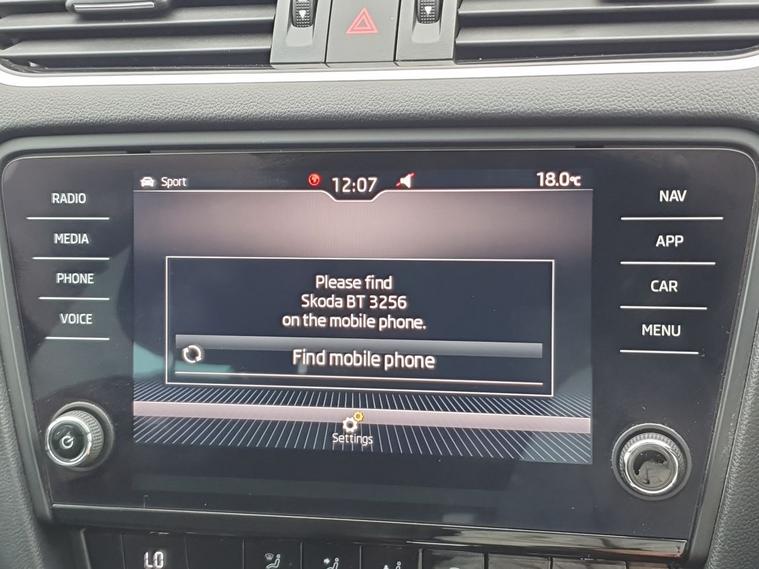 Sport
12:07
18.0°C
RADIO
MEDIA
PHONE
VOICE
NAV
APP
CAR
MENU
Please find
Skoda BT 3256
on the mobile phone.
Find mobile phone
Settings
LO